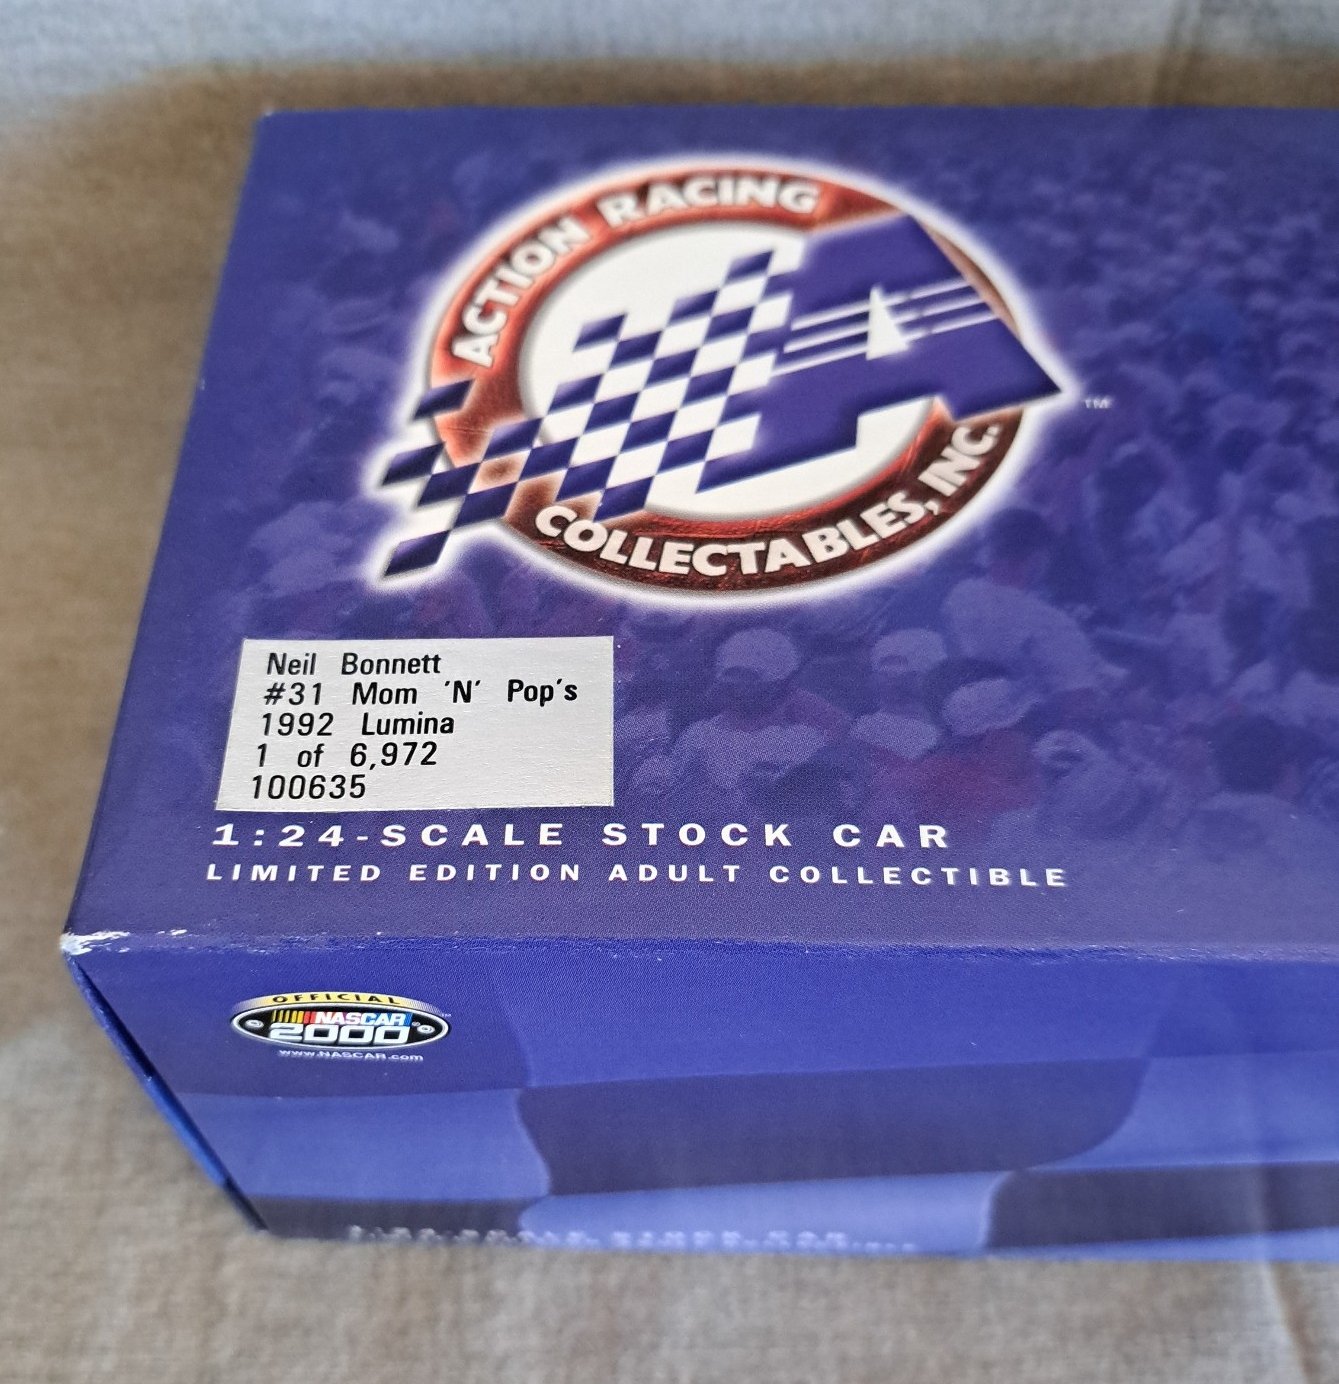 ACTION RACING
COLLECTABLES, INC.
TM
Neil Bonnett
#31 Mom 'N' Pop's
1992 Lumina
1 of 6,972
100635
1:24-SCALE STOCK CAR
LIMITED EDITION ADULT COLLECTIBLE
OFFICIAL
NASCAR
2000
www.NASCAR.com